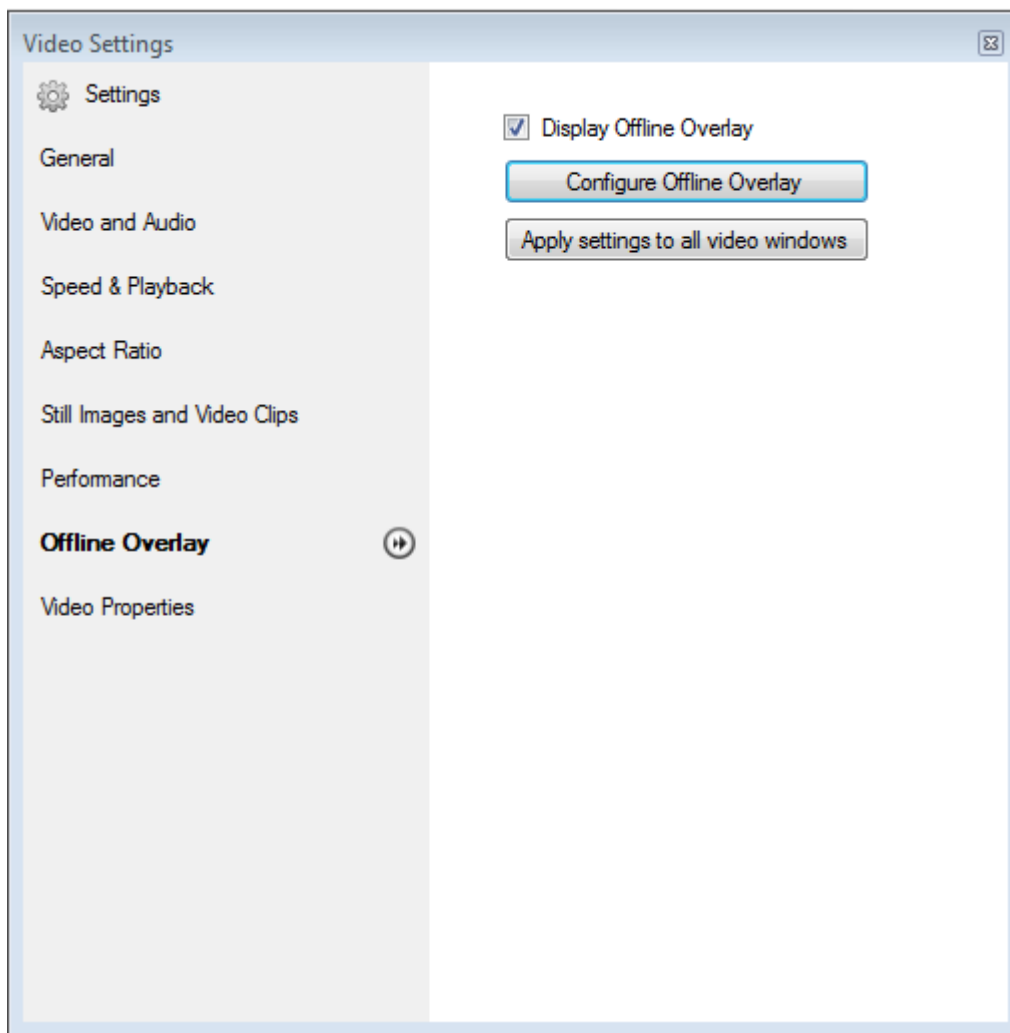 Video Settings
Settings
General
Video and Audio
Speed & Playback
Aspect Ratio
Still Images and Video Clips
Performance
Offline Overlay
Video Properties
Display Offline Overlay
Configure Offline Overlay
Apply settings to all video windows